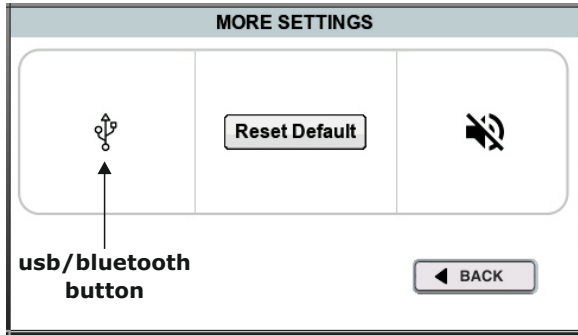 MORE SETTINGS
Reset Default
usb/bluetooth
button
BACK